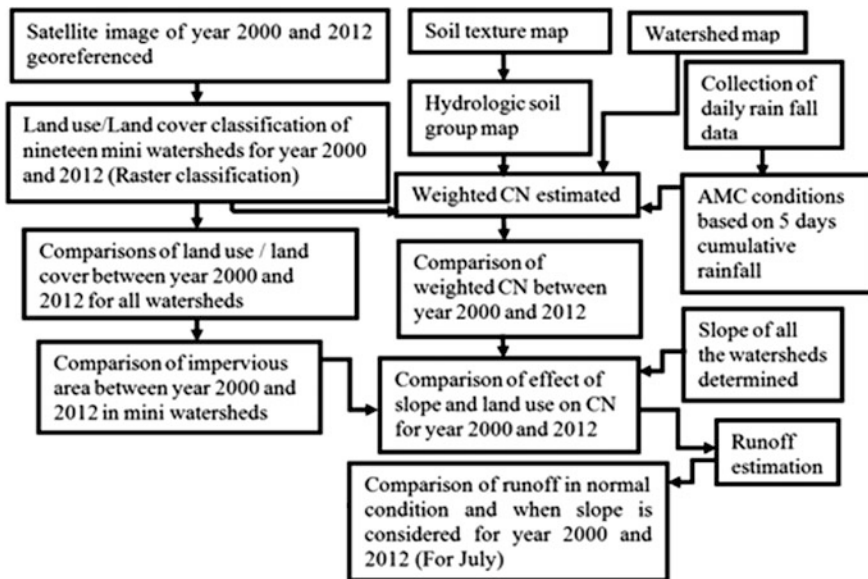 Satellite image of year 2000 and 2012
georeferenced
Soil texture map
Watershed map
Collection of
daily rain fall
data
Land use/Land cover classification of
nineteen mini watersheds for year 2000
and 2012 (Raster classification)
Hydrologic soil
group map
Weighted CN estimated
AMC conditions
based on 5 days
cumulative
rainfall
Comparisons of land use / land
cover between year 2000 and
2012 for all watersheds
Comparison of
weighted CN between
year 2000 and 2012
Slope of all
the watersheds
determined
Comparison of impervious
area between year 2000 and
2012 in mini watersheds
Comparison of effect of
slope and land use on CN
for year 2000 and 2012
Runoff
estimation
Comparison of runoff in normal
condition and when slope is
considered for year 2000 and
2012 (For July)